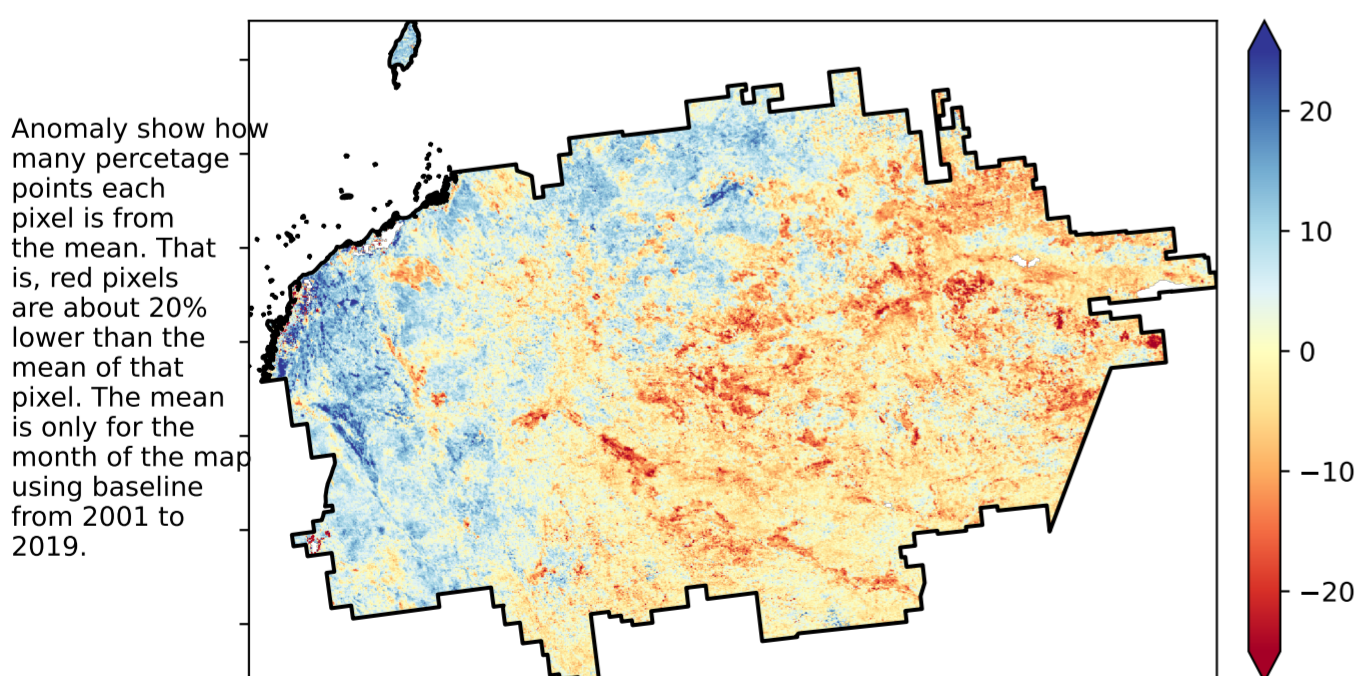 Anomaly show how
many percetage
points each
pixel is from
the mean. That
is, red pixels
are about 20%
lower than the
mean of that
pixel. The mean
is only for the
month of the map
using baseline
from 2001 to
2019.
20
10
0
−10
−20